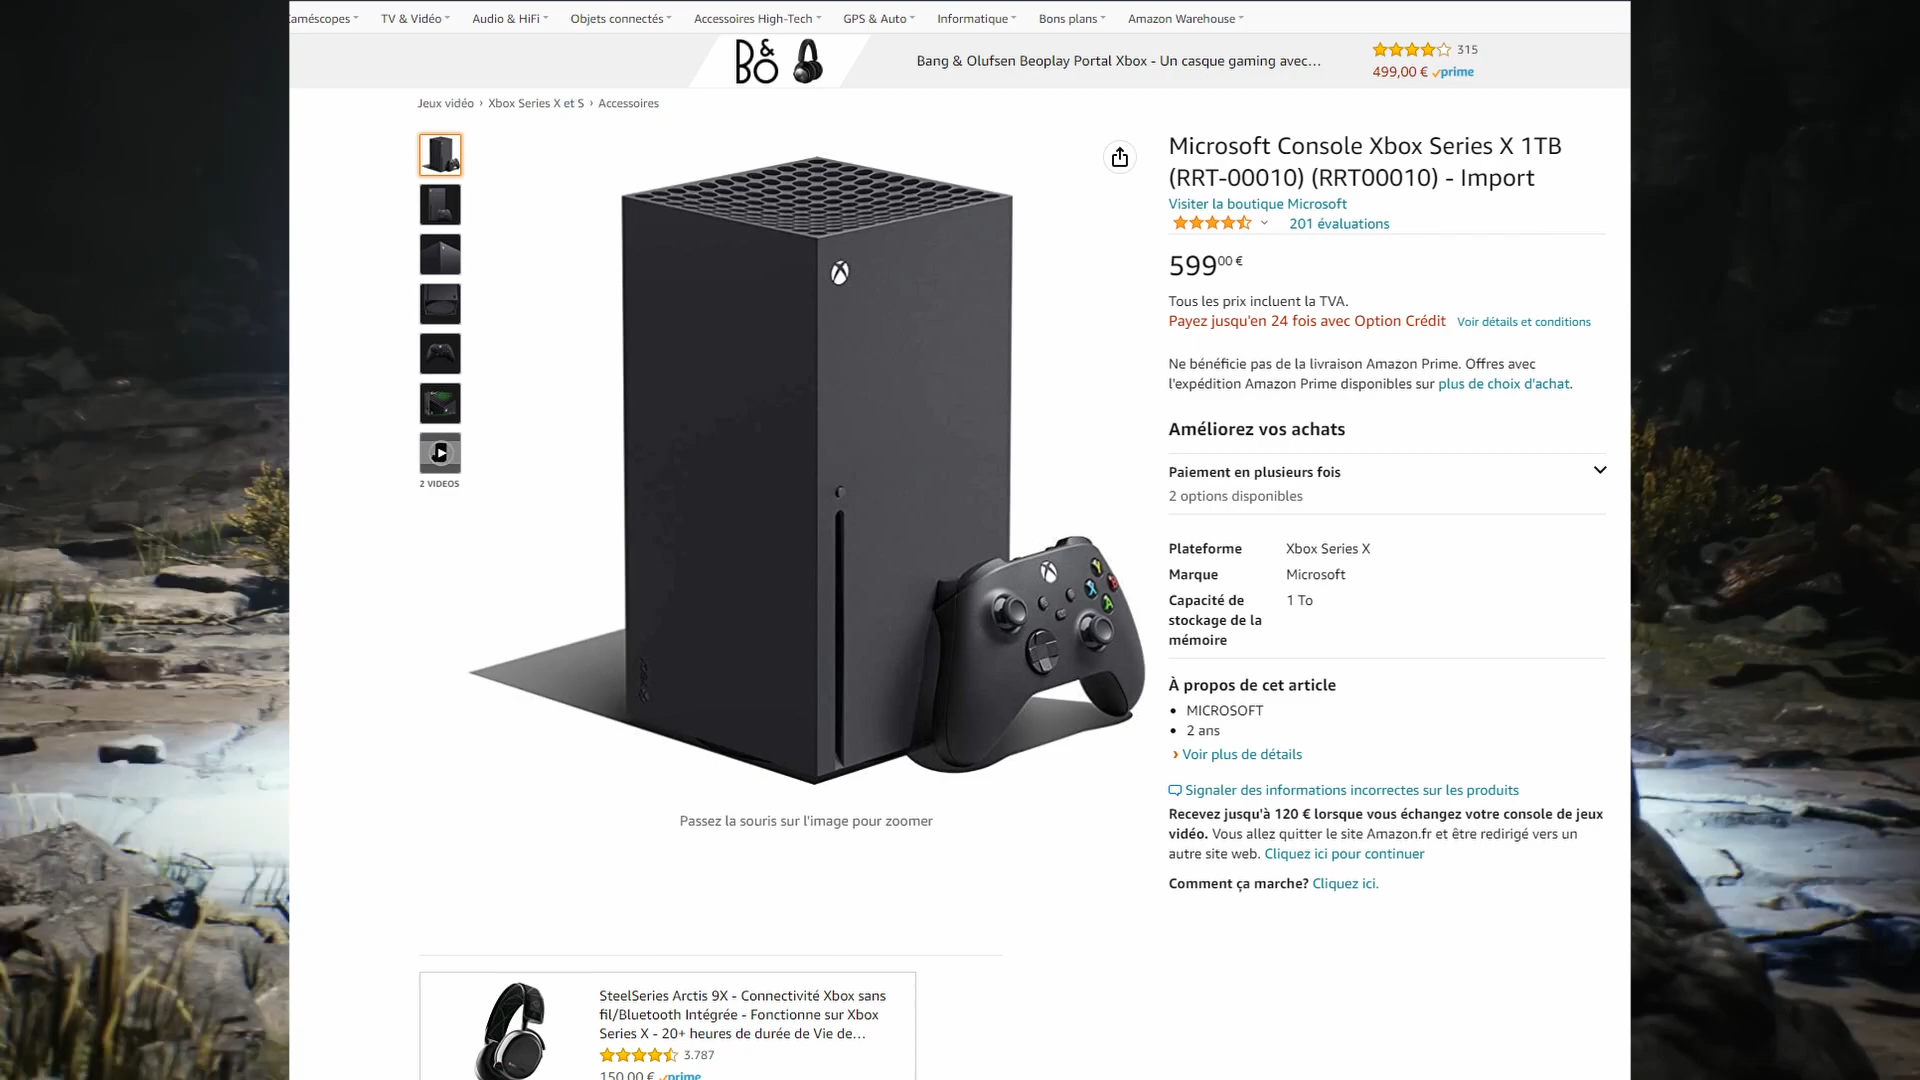 TV & Vidéo
Audio & HiFi
Objets connectés
Accessoires High-Tech
GPS & Auto
Informatique
Bons plans
Amazon Warehouse
B&O
Bang & Olufsen Beoplay Portal Xbox - Un casque gaming avec…
315
499,00 € prime
Jeux vidéo › Xbox Series X et S › Accessoires
Microsoft Console Xbox Series X 1TB
(RRT-00010) (RRT00010) - Import
Visiter la boutique Microsoft
201 évaluations
599,00 €
Tous les prix incluent la TVA.
Payez jusqu'en 24 fois avec Option Crédit Voir détails et conditions
Ne bénéficie pas de la livraison Amazon Prime. Offres avec
l'expédition Amazon Prime disponibles sur plus de choix d'achat.
Améliorez vos achats
Paiement en plusieurs fois
2 options disponibles
Plateforme Xbox Series X
Marque Microsoft
Capacité de 1 To
stockage de la
mémoire
À propos de cet article
MICROSOFT
2 ans
› Voir plus de détails
Signaler des informations incorrectes sur les produits
Recevez jusqu'à 120 € lorsque vous échangez votre console de jeux
vidéo. Vous allez quitter le site Amazon.fr et être redirigé vers un
autre site web. Cliquez ici pour continuer
Comment ça marche? Cliquez ici.
2 VIDEOS
Passez la souris sur l'image pour zoomer
SteelSeries Arctis 9X - Connectivité Xbox sans
fil/Bluetooth Intégrée - Fonctionne sur Xbox
Series X - 20+ heures de durée de Vie de…
3.787
150,00 € prime